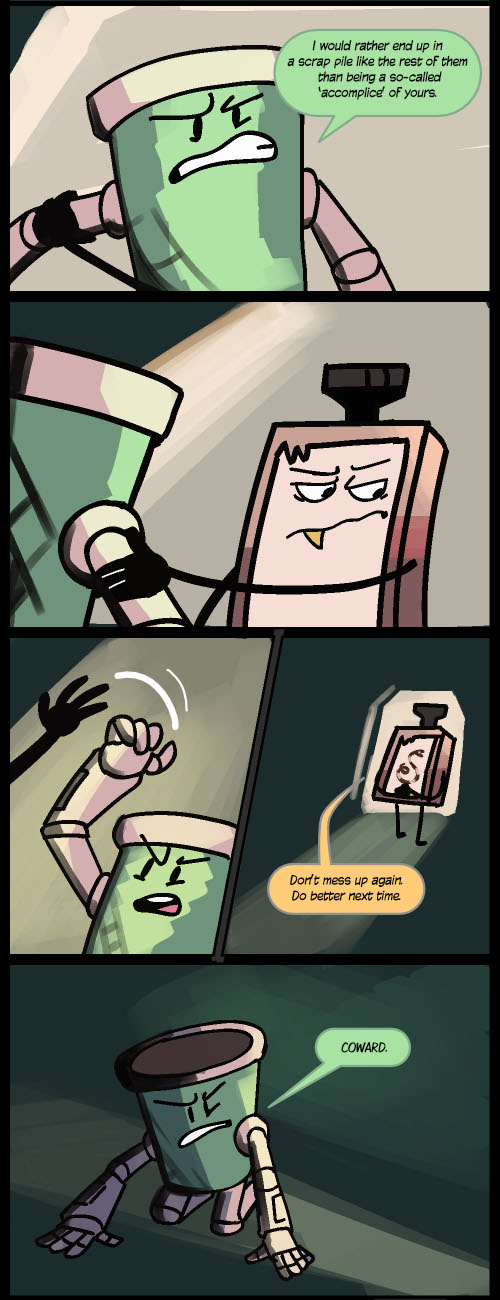 I would rather end up in
a scrap pile like the rest of them
than being a so-called
'accomplice' of yours.
Don't mess up again.
Do better next time.
COWARD.